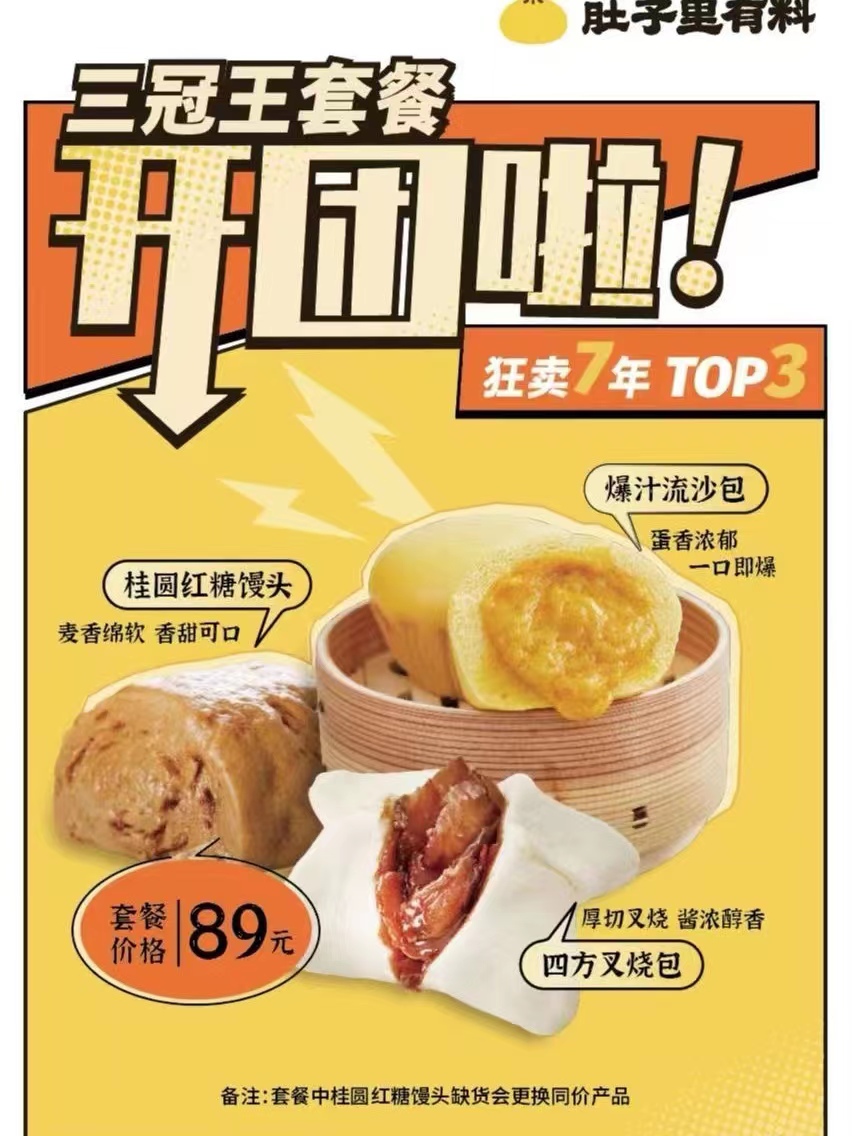 肚子里有料
三冠王套餐
开团啦！
狂卖7年 TOP3
爆汁流沙包
蛋香浓郁
一口即爆
桂圆红糖馒头
麦香绵软 香甜可口
套餐
价格
89元
厚切叉烧 酱浓醇香
四方叉烧包
备注：套餐中桂圆红糖馒头缺货会更换同价产品